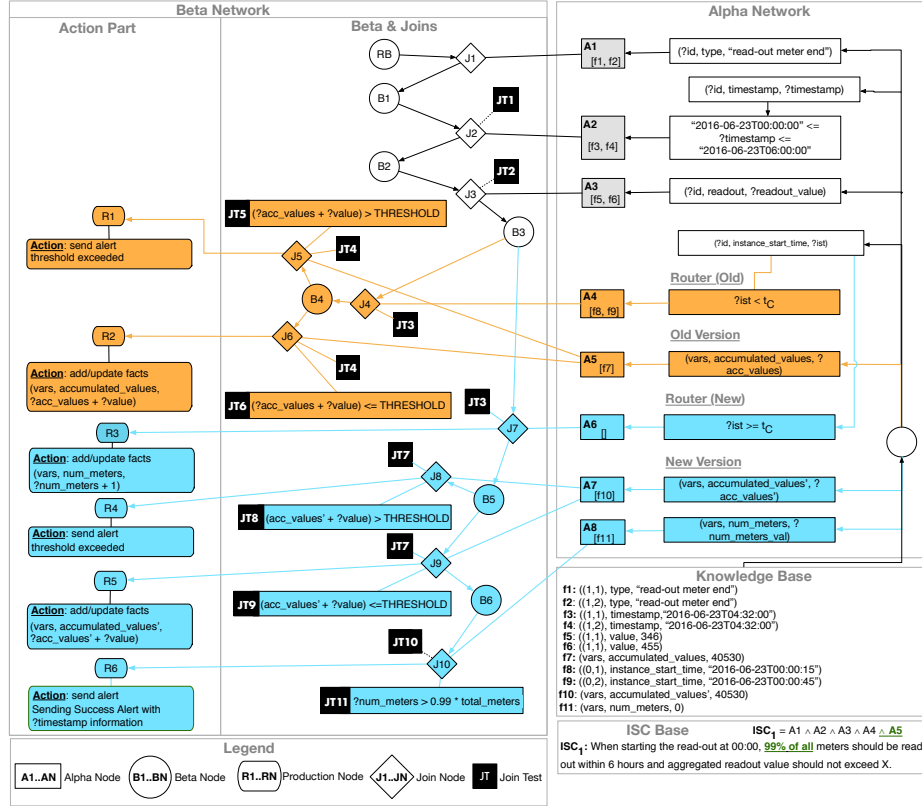 Beta Network
Action Part
Beta & Joins
Alpha Network
RB
J1
A1
[f1, f2]
(?id, type, “read-out meter end”)
B1
(?id, timestamp, ?timestamp)
JT1
J2
A2
[f3, f4]
“2016-06-23T00:00:00” <=
?timestamp <=
“2016-06-23T06:00:00”
B2
JT2
J3
A3
[f5, f6]
(?id, readout, ?readout_value)
R1
JT5 (?acc_values + ?value) > THRESHOLD
B3
Action: send alert
threshold exceeded
J5
JT4
(?id, instance_start_time, ?ist)
Router (Old)
B4
J4
A4
[f8, f9]
?ist < tC
JT3
R2
J6
Old Version
A5
[f7]
(vars, accumulated_values, ?
acc_values)
JT4
Action: add/update facts
(vars, accumulated_values,
?acc_values + ?value)
JT6 (?acc_values + ?value) <= THRESHOLD
JT3
Router (New)
R3
J7
A6
[]
?ist >= tC
Action: add/update facts
(vars, num_meters,
?num_meters + 1)
JT7
New Version
J8
A7
[f10]
(vars, accumulated_values’, ?
acc_values’)
B5
R4
JT8 (acc_values’ + ?value) > THRESHOLD
A8
[f11]
(vars, num_meters, ?
num_meters_val)
Action: send alert
threshold exceeded
JT7
J9
R5
B6
JT9 (acc_values’ + ?value) <=THRESHOLD
Action: add/update facts
(vars, accumulated_values’,
?acc_values’ + ?value)
JT10
R6
J10
Action: send alert
Sending Success Alert with
?timestamp information
JT11 ?num_meters > 0.99 * total_meters
Knowledge Base
f1: ((1,1), type, “read-out meter end”)
f2: ((1,2), type, “read-out meter end”)
f3: ((1,1), timestamp,“2016-06-23T04:32:00”)
f4: ((1,2), timestamp, “2016-06-23T04:32:00”)
f5: ((1,1), value, 346)
f6: ((1,1), value, 455)
f7: (vars, accumulated_values, 40530)
f8: ((0,1), instance_start_time, “2016-06-23T00:00:15”)
f9: ((0,2), instance_start_time, “2016-06-23T00:00:45”)
f10: (vars, accumulated_values’, 40530)
f11: (vars, num_meters, 0)
ISC Base
ISC1 = A1 ∧ A2 ∧ A3 ∧ A4 ∧ A5
ISC1: When starting the read-out at 00:00, 99% of all meters should be read
out within 6 hours and aggregated readout value should not exceed X.
Legend
A1..AN Alpha Node
B1..BN Beta Node
R1..RN Production Node
J1..JN Join Node
JT Join Test